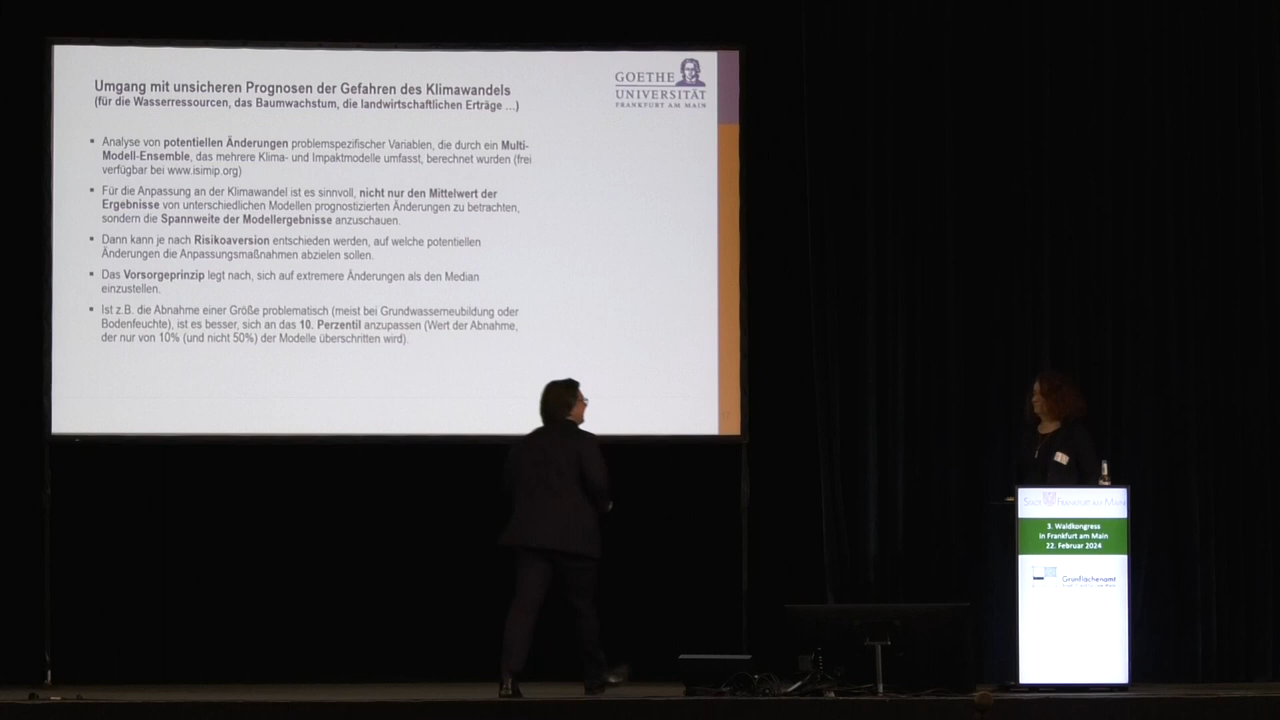 Umgang mit unsicheren Prognosen der Gefahren des Klimawandels
(für die Wasserressourcen, das Baumwachstum, die landwirtschaftlichen Erträge ...)
GOETHE
UNIVERSITÄT
FRANKFURT AM MAIN
▪ Analyse von potentiellen Änderungen problemspezifischer Variablen, die durch ein Multi-
Modell-Ensemble, das mehrere Klima- und Impaktmodelle umfasst, berechnet wurden (frei
verfügbar bei www.isimip.org)
▪ Für die Anpassung an der Klimawandel ist es sinnvoll, nicht nur den Mittelwert der
Ergebnisse von unterschiedlichen Modellen prognostizierten Änderungen zu betrachten,
sondern die Spannweite der Modellergebnisse anzuschauen.
▪ Dann kann je nach Risikoaversion entschieden werden, auf welche potentiellen
Änderungen die Anpassungsmaßnahmen abzielen sollen.
▪ Das Vorsorgeprinzip legt nach, sich auf extremere Änderungen als den Median
einzustellen.
▪ Ist z.B. die Abnahme einer Größe problematisch (meist bei Grundwasserneubildung oder
Bodenfeuchte), ist es besser, sich an das 10. Perzentil anzupassen (Wert der Abnahme,
der nur von 10% (und nicht 50%) der Modelle überschritten wird).
17
Stadt Frankfurt am Main
3. Waldkongress
in Frankfurt am Main
22. Februar 2024
Grünflächenamt